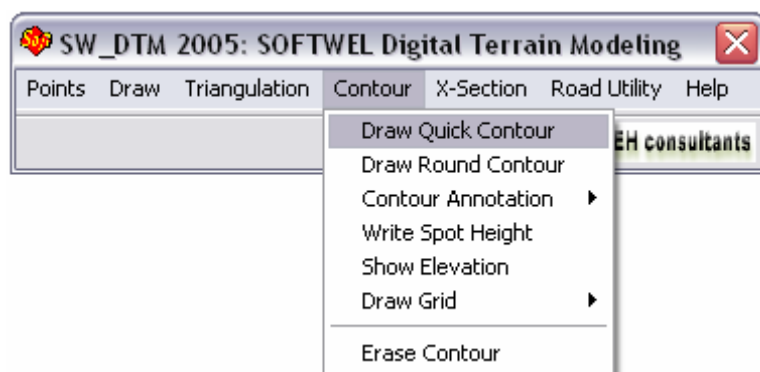 SW_DTM 2005: SOFTWEL Digital Terrain Modeling
Points Draw Triangulation Contour X-Section Road Utility Help
Draw Quick Contour
EH consultants
Draw Round Contour
Contour Annotation
Write Spot Height
Show Elevation
Draw Grid
Erase Contour